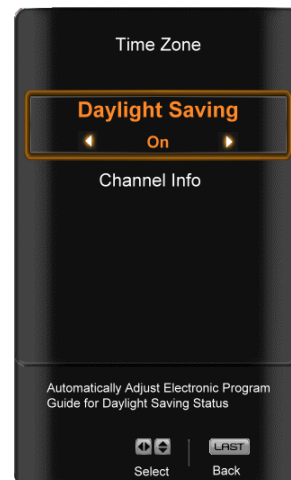 Time Zone
Daylight Saving
On
Channel Info
Automatically Adjust Electronic Program
Guide for Daylight Saving Status
LAST
Select
Back